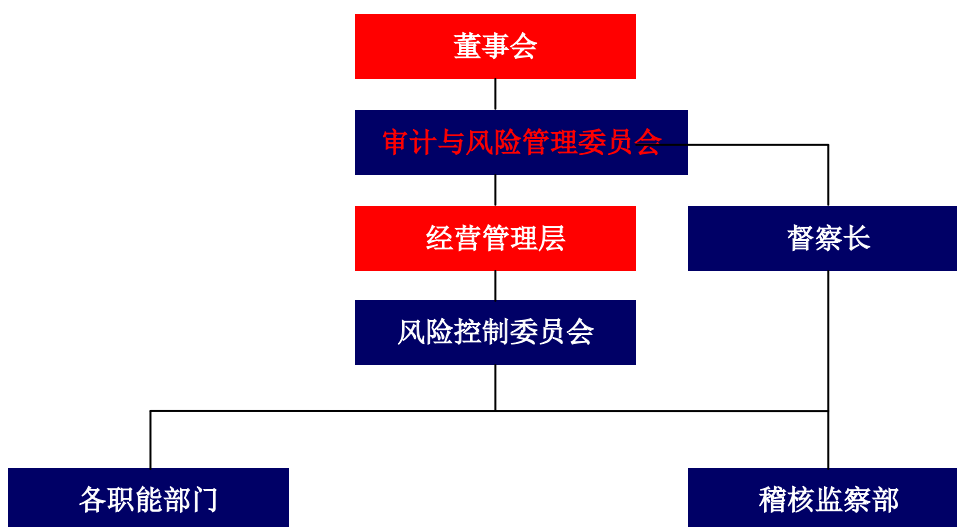 董事会
审计与风险管理委员会
经营管理层
督察长
风险控制委员会
各职能部门
稽核监察部